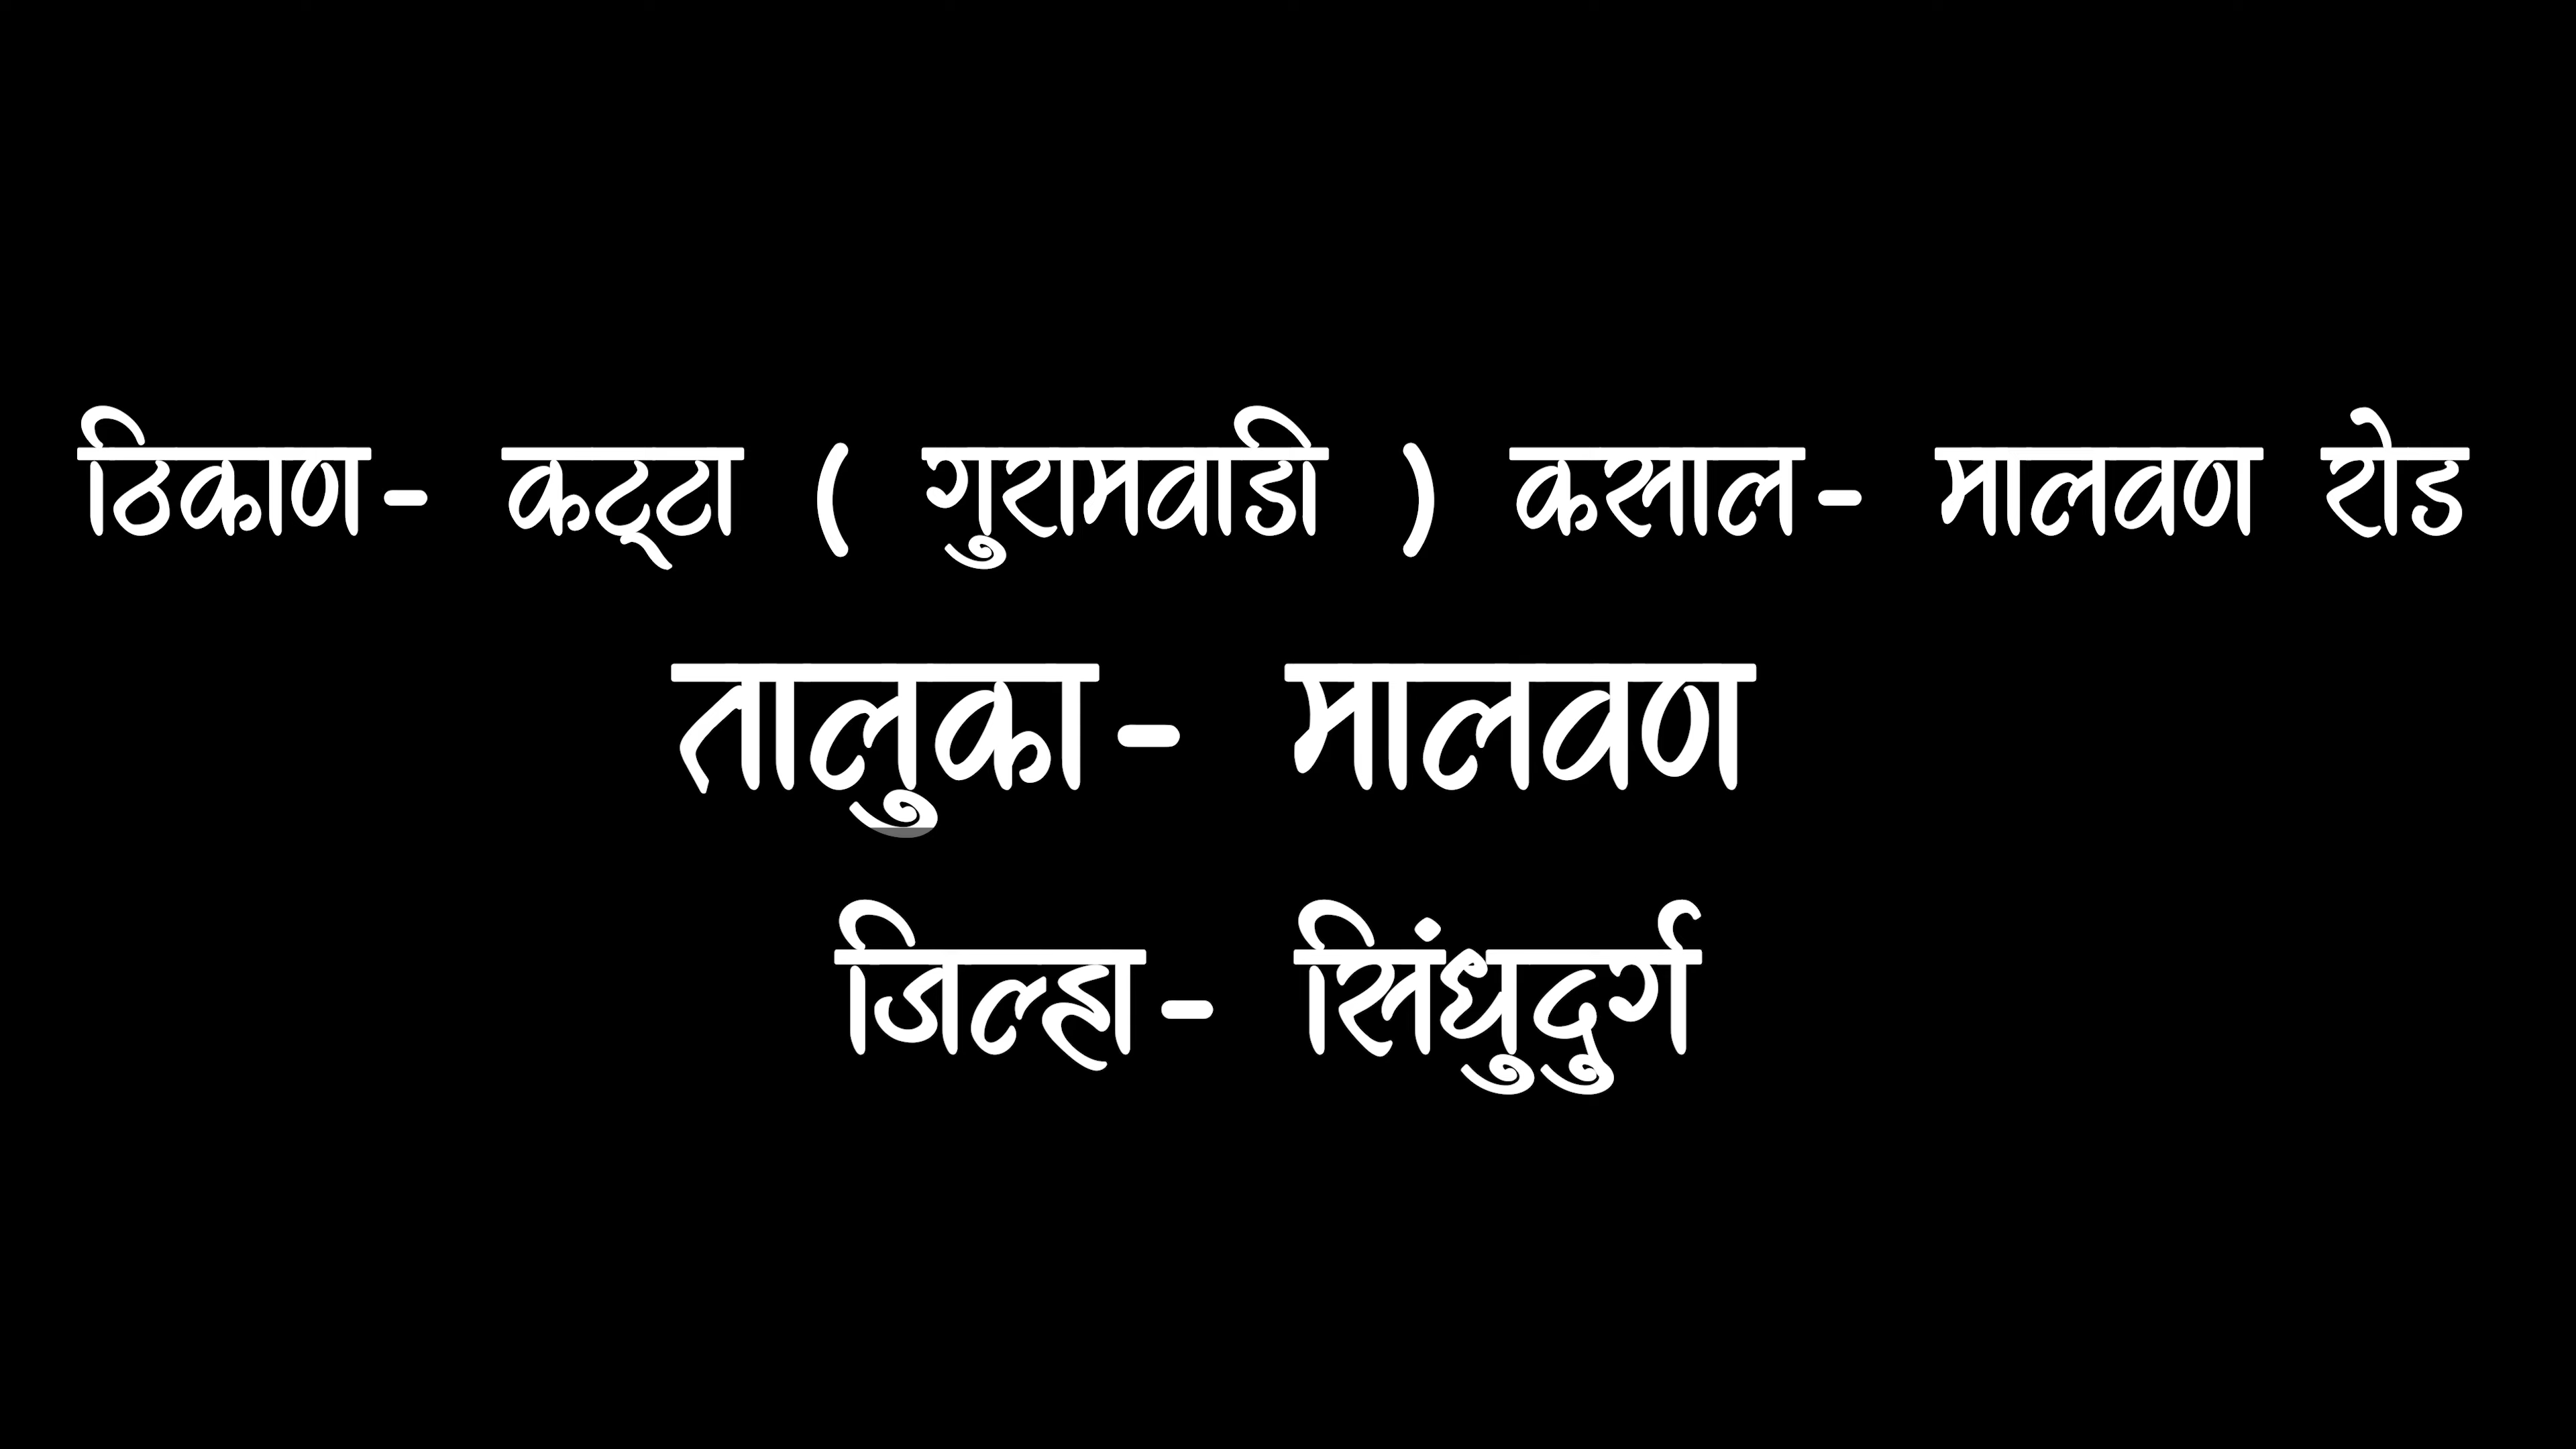 ठिकाण- कट्टा ( गुरामवाडी ) कसाल- मालवण रोड
तालुका- मालवण
जिल्हा- सिंधुदुर्ग